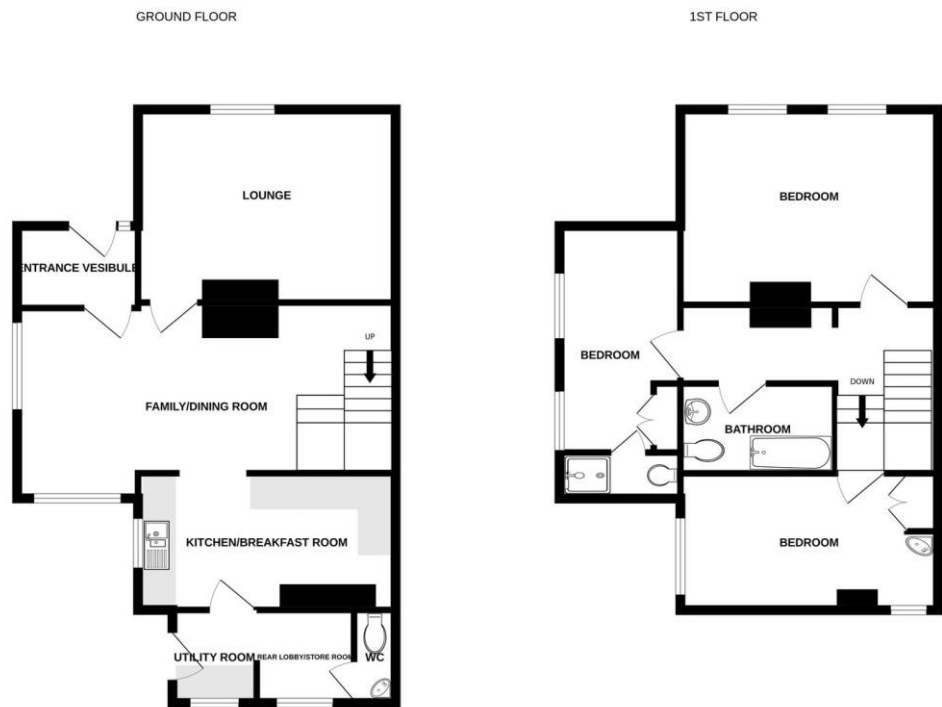 GROUND FLOOR
1ST FLOOR
LOUNGE
ENTRANCE VESIBULE
UP
FAMILY/DINING ROOM
KITCHEN/BREAKFAST ROOM
UTILITY ROOM
REAR LOBBY/STORE ROOM
WC
BEDROOM
BEDROOM
DOWN
BATHROOM
BEDROOM